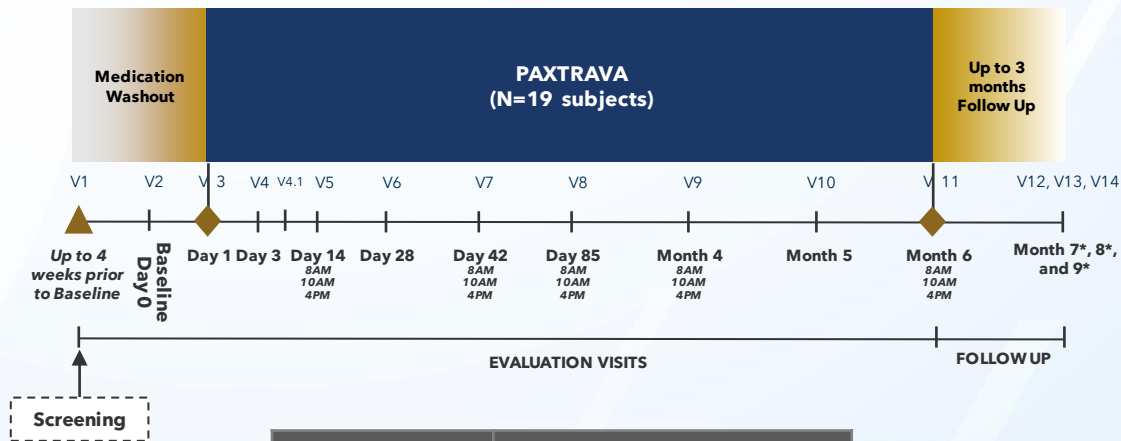 Medication
Washout
PAXTRAVA
(N=19 subjects)
Up to 3
months
Follow Up
V1
V2
V 3
V4
V4.1
V5
V6
V7
V8
V9
V10
V 11
V12, V13, V14
Up to 4
weeks prior
to Baseline
Baseline
Day 0
Day 1
Day 3
Day 14
8AM
10AM
4PM
Day 28
Day 42
8AM
10AM
4PM
Day 85
8AM
10AM
4PM
Month 4
8AM
10AM
4PM
Month 5
Month 6
8AM
10AM
4PM
Month 7*, 8*,
and 9*
EVALUATION VISITS
FOLLOW UP
Screening